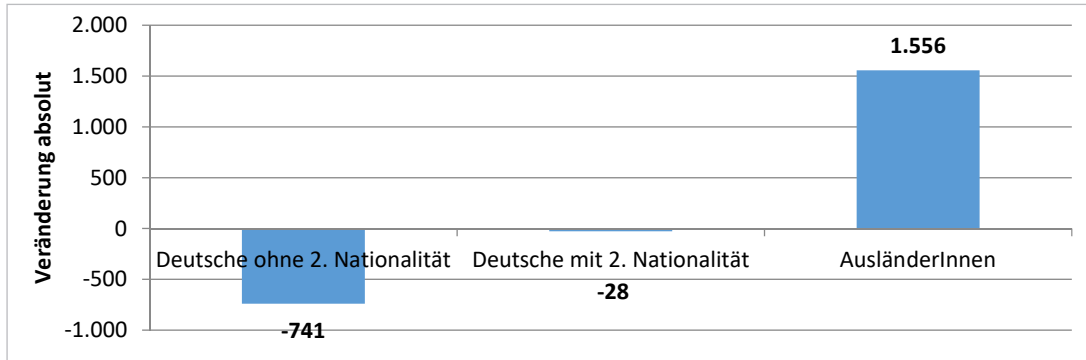 Veränderung absolut
2.000
1.500
1.000
500
0
-500
-1.000
1.556
Deutsche ohne 2. Nationalität
Deutsche mit 2. Nationalität
AusländerInnen
-28
-741